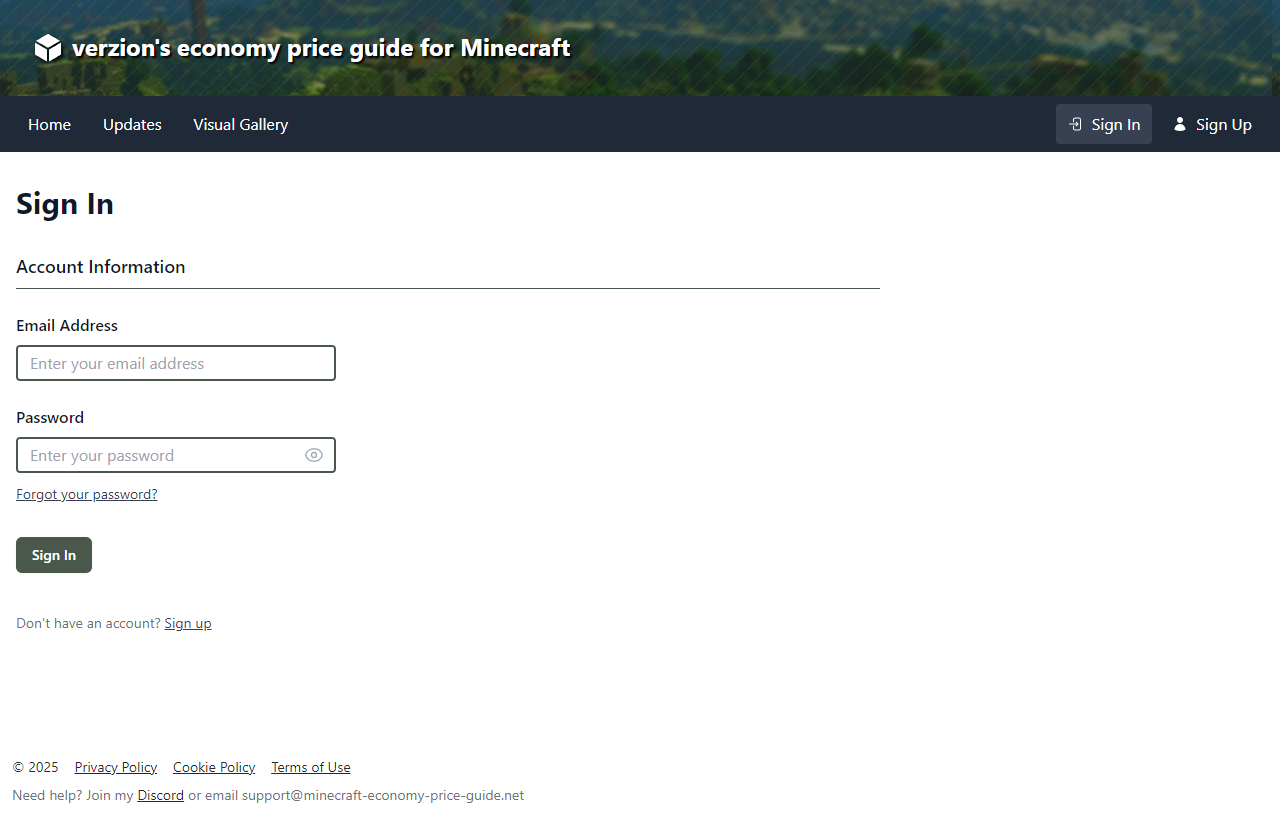 verzion's economy price guide for Minecraft
Home Updates Visual Gallery Sign In Sign Up
Sign In
Account Information
Email Address
Enter your email address
Password
Enter your password
Forgot your password?
Sign In
Don't have an account? Sign up
© 2025 Privacy Policy Cookie Policy Terms of Use
Need help? Join my Discord or email support@minecraft-economy-price-guide.net